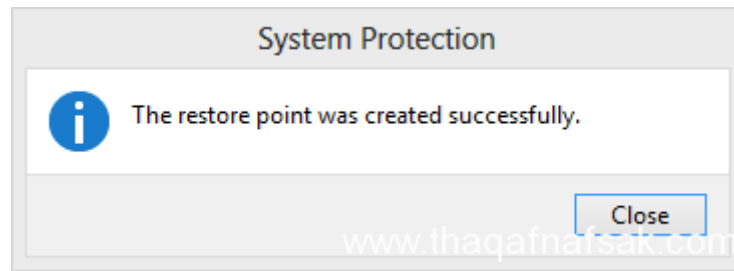 System Protection
The restore point was created successfully.
Close
www.thaqafnafsak.com